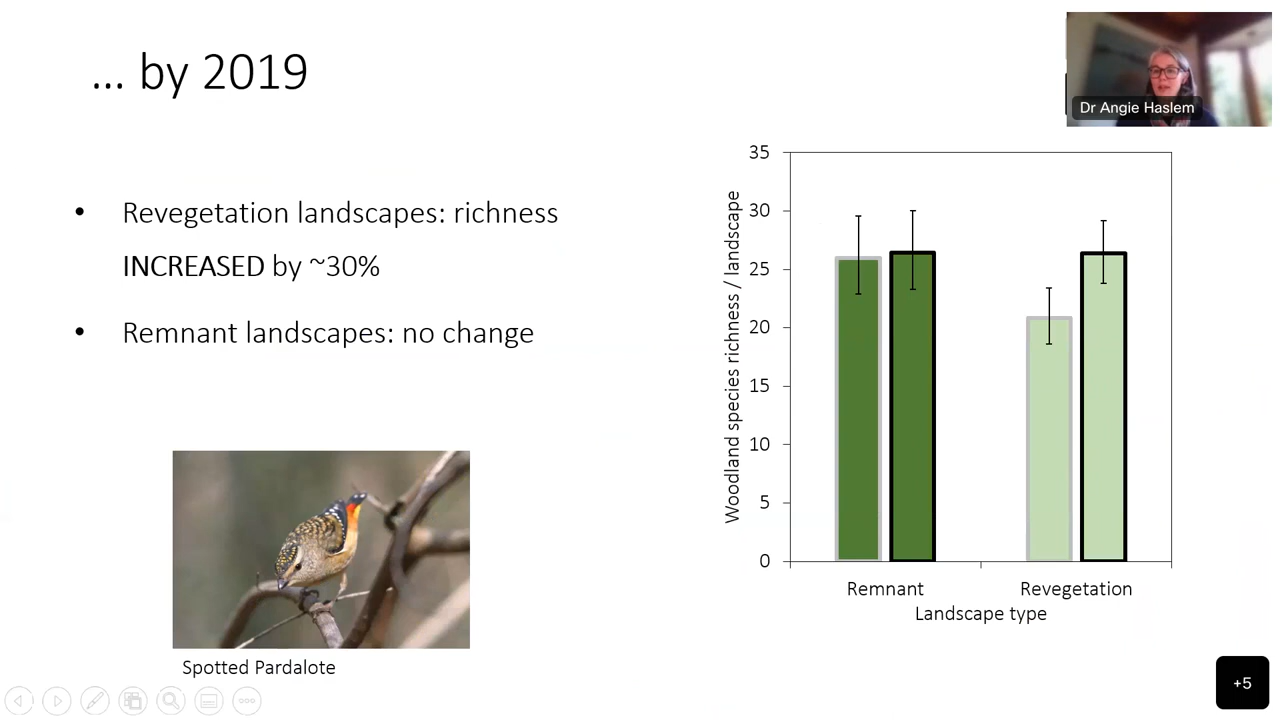 ... by 2019
Dr Angie Haslem
• Revegetation landscapes: richness
INCREASED by ~30%
• Remnant landscapes: no change
Spotted Pardalote
Woodland species richness / landscape
35
30
25
20
15
10
5
0
Remnant Revegetation
Landscape type
+5